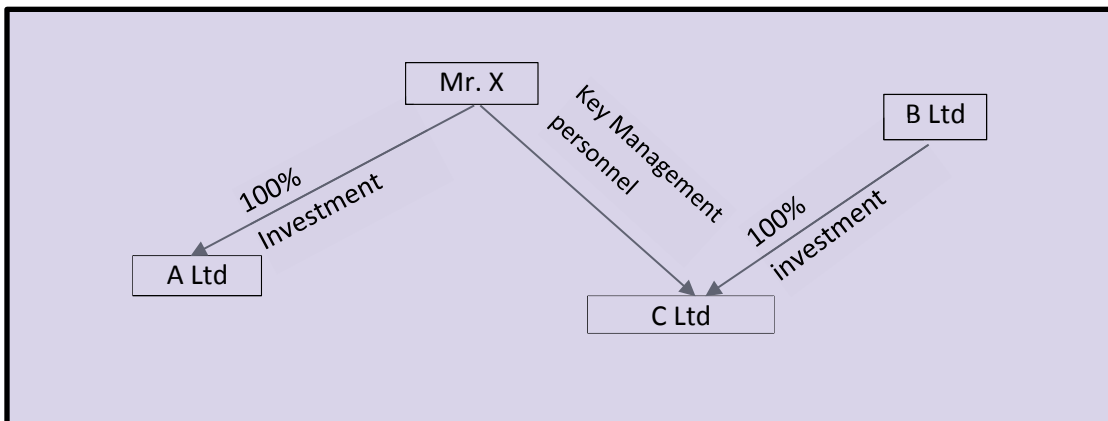 Mr. X
Key Management
personnel
B Ltd
100%
Investment
100%
investment
A Ltd
C Ltd